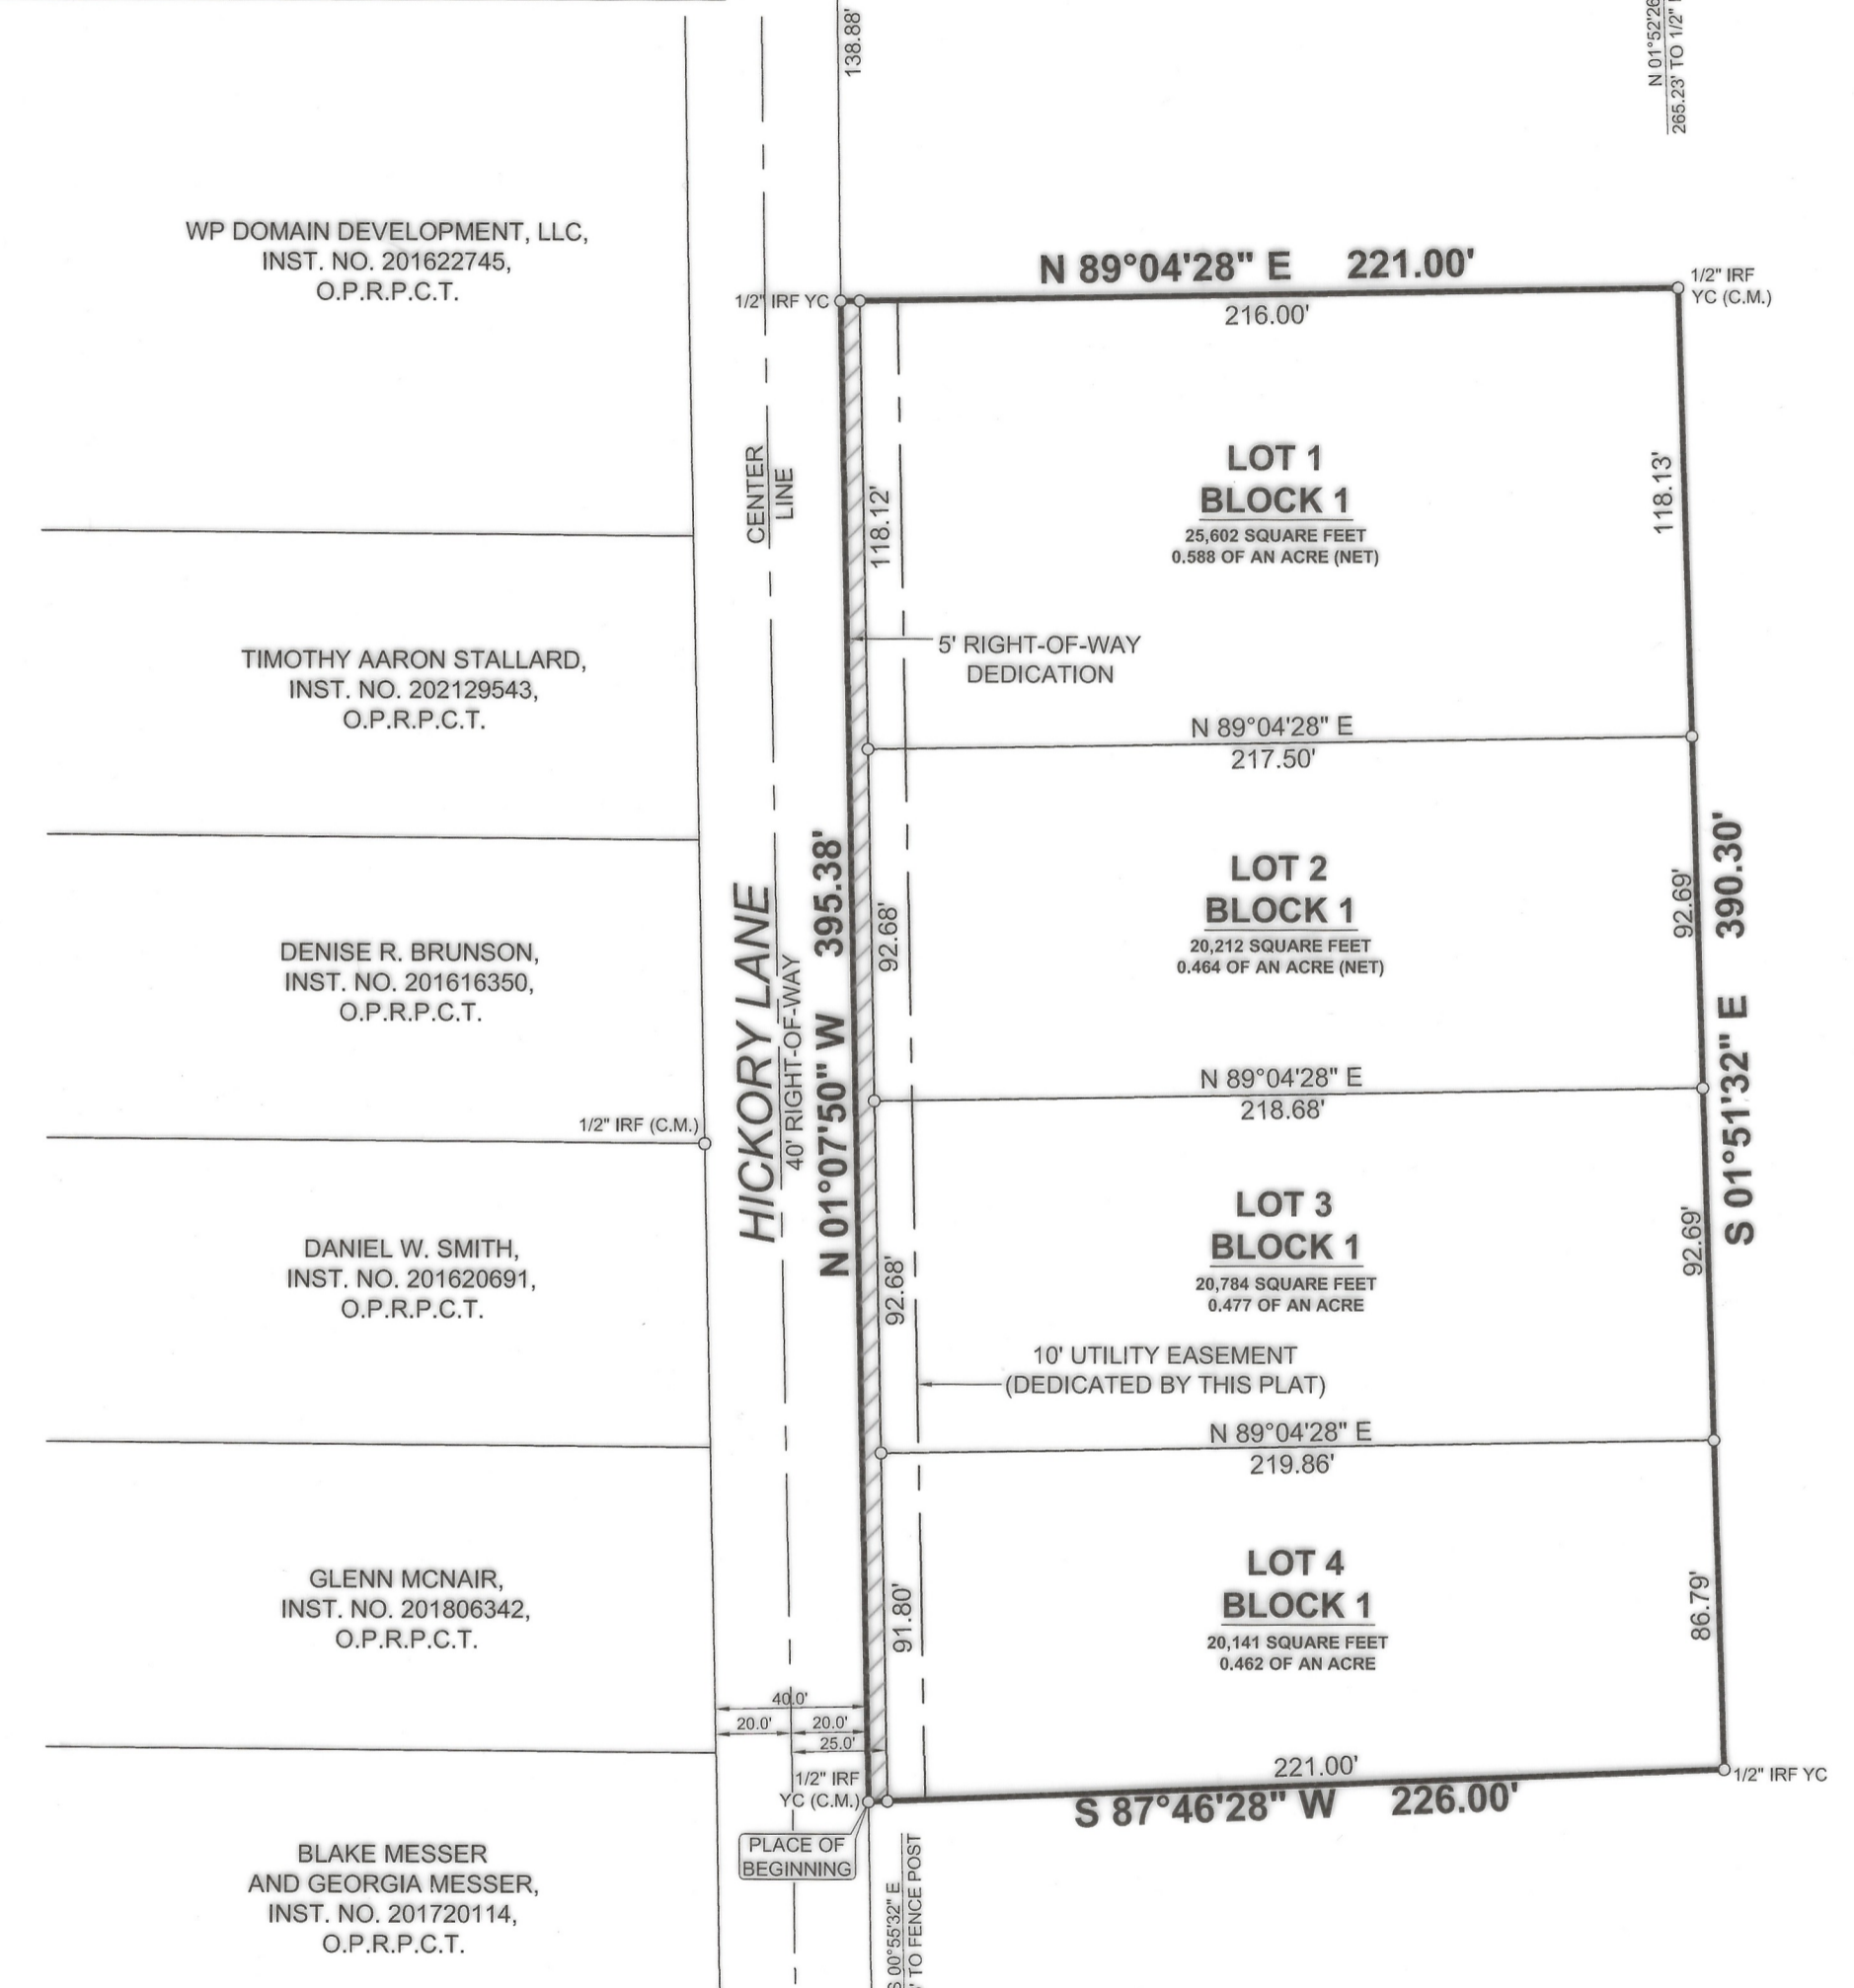 138.88'
N 01°52'26
265.23' TO 1/2"
WP DOMAIN DEVELOPMENT, LLC,
INST. NO. 201622745,
O.P.R.P.C.T.
N 89°04'28" E 221.00'
1/2" IRF
YC (C.M.)
1/2" IRF YC
216.00'
CENTER
LINE
118.12'
LOT 1
BLOCK 1
25,602 SQUARE FEET
0.588 OF AN ACRE (NET)
118.13'
5' RIGHT-OF-WAY
DEDICATION
TIMOTHY AARON STALLARD,
INST. NO. 202129543,
O.P.R.P.C.T.
N 89°04'28" E
217.50'
HICKORY LANE
40' RIGHT-OF-WAY
N 01°07'50" W 395.38'
92.68'
LOT 2
BLOCK 1
20,212 SQUARE FEET
0.464 OF AN ACRE (NET)
92.69'
S 01°51'32" E 390.30'
DENISE R. BRUNSON,
INST. NO. 201616350,
O.P.R.P.C.T.
N 89°04'28" E
218.68'
1/2" IRF (C.M.)
DANIEL W. SMITH,
INST. NO. 201620691,
O.P.R.P.C.T.
92.68'
LOT 3
BLOCK 1
20,784 SQUARE FEET
0.477 OF AN ACRE
92.69'
10' UTILITY EASEMENT
(DEDICATED BY THIS PLAT)
N 89°04'28" E
219.86'
GLENN MCNAIR,
INST. NO. 201806342,
O.P.R.P.C.T.
91.80'
LOT 4
BLOCK 1
20,141 SQUARE FEET
0.462 OF AN ACRE
86.79'
40.0'
20.0' 20.0'
25.0'
1/2" IRF
YC (C.M.)
221.00'
S 87°46'28" W 226.00'
1/2" IRF YC
PLACE OF
BEGINNING
S 00°55'32" E
' TO FENCE POST
BLAKE MESSER
AND GEORGIA MESSER,
INST. NO. 201720114,
O.P.R.P.C.T.